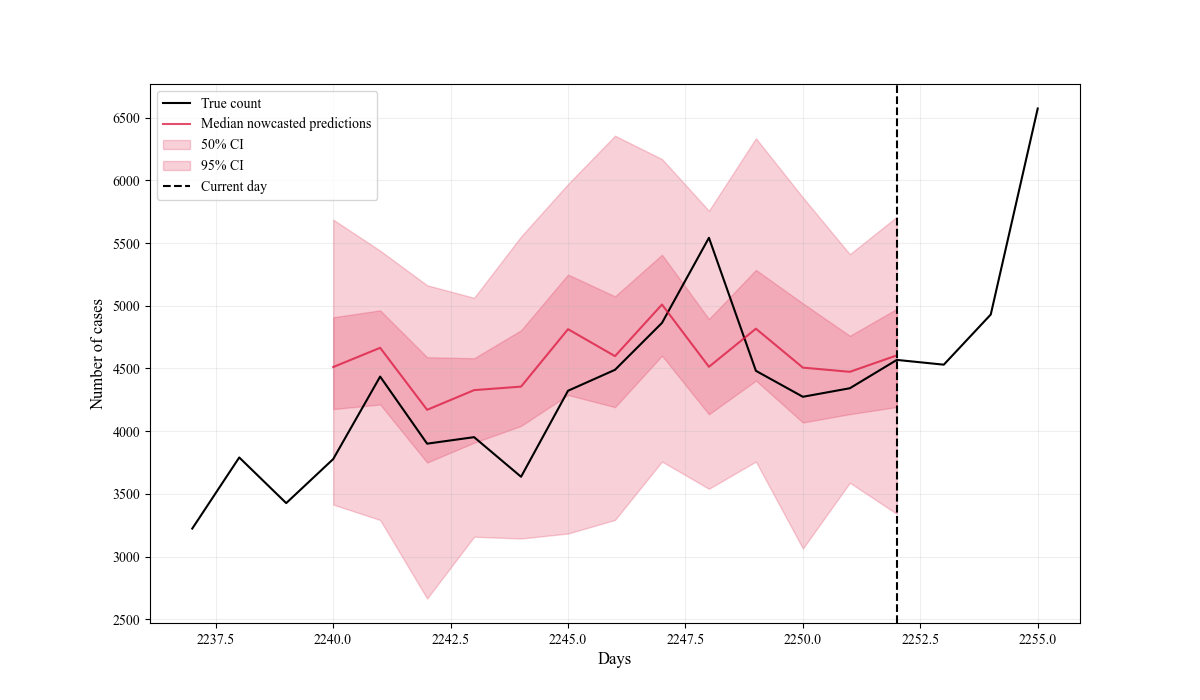 True count
Median nowcasted predictions
50% CI
95% CI
Current day
6500
6000
5500
5000
4500
4000
3500
3000
2500
Number of cases
2237.5 2240.0 2242.5 2245.0 2247.5 2250.0 2252.5 2255.0
Days